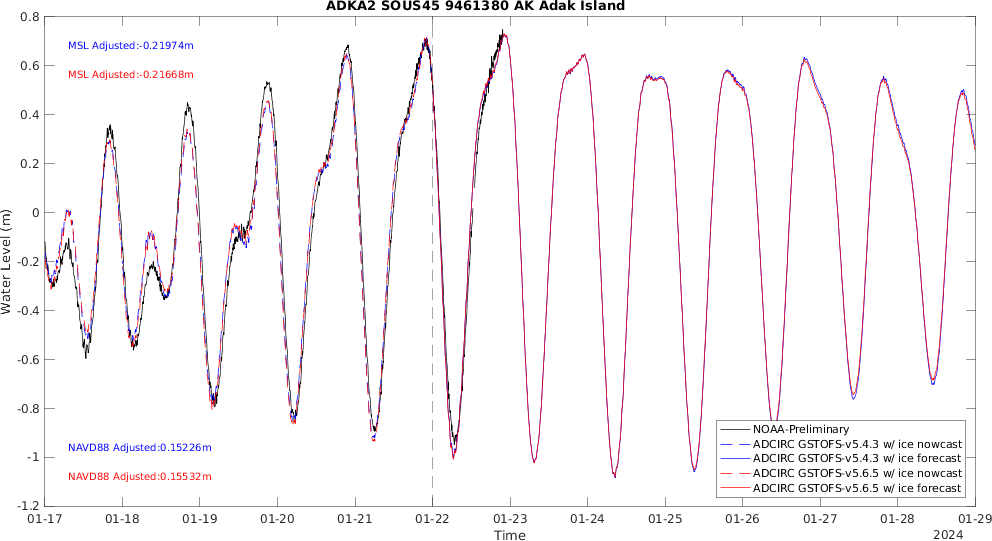 ADKA2 SOUS45 9461380 AK Adak Island
0.8
0.6
0.4
0.2
0
-0.2
-0.4
-0.6
-0.8
-1
-1.2
Water Level (m)
MSL Adjusted:-0.21974m
MSL Adjusted:-0.21668m
NAVD88 Adjusted:0.15226m
NAVD88 Adjusted:0.15532m
NOAA-Preliminary
ADCIRC GSTOFS-v5.4.3 w/ ice nowcast
ADCIRC GSTOFS-v5.4.3 w/ ice forecast
ADCIRC GSTOFS-v5.6.5 w/ ice nowcast
ADCIRC GSTOFS-v5.6.5 w/ ice forecast
01-17 01-18 01-19 01-20 01-21 01-22 01-23 01-24 01-25 01-26 01-27 01-28 01-29
Time
2024